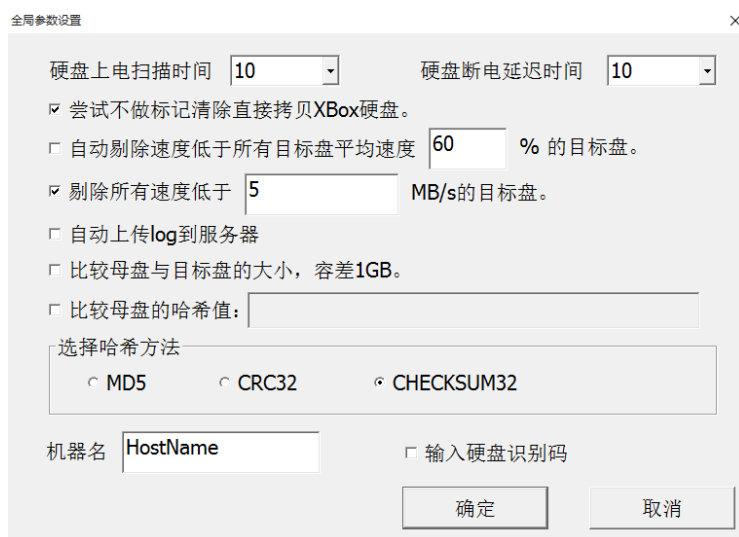 全局参数设置
硬盘上电扫描时间 10 硬盘断电延迟时间 10
尝试不做标记清除直接拷贝XBox硬盘。
自动剔除速度低于所有目标盘平均速度 60 % 的目标盘。
剔除所有速度低于 5 MB/s的目标盘。
自动上传log到服务器
比较母盘与目标盘的大小，容差1GB。
比较母盘的哈希值:
选择哈希方法
MD5 CRC32 CHECKSUM32
机器名 HostName 输入硬盘识别码
确定 取消